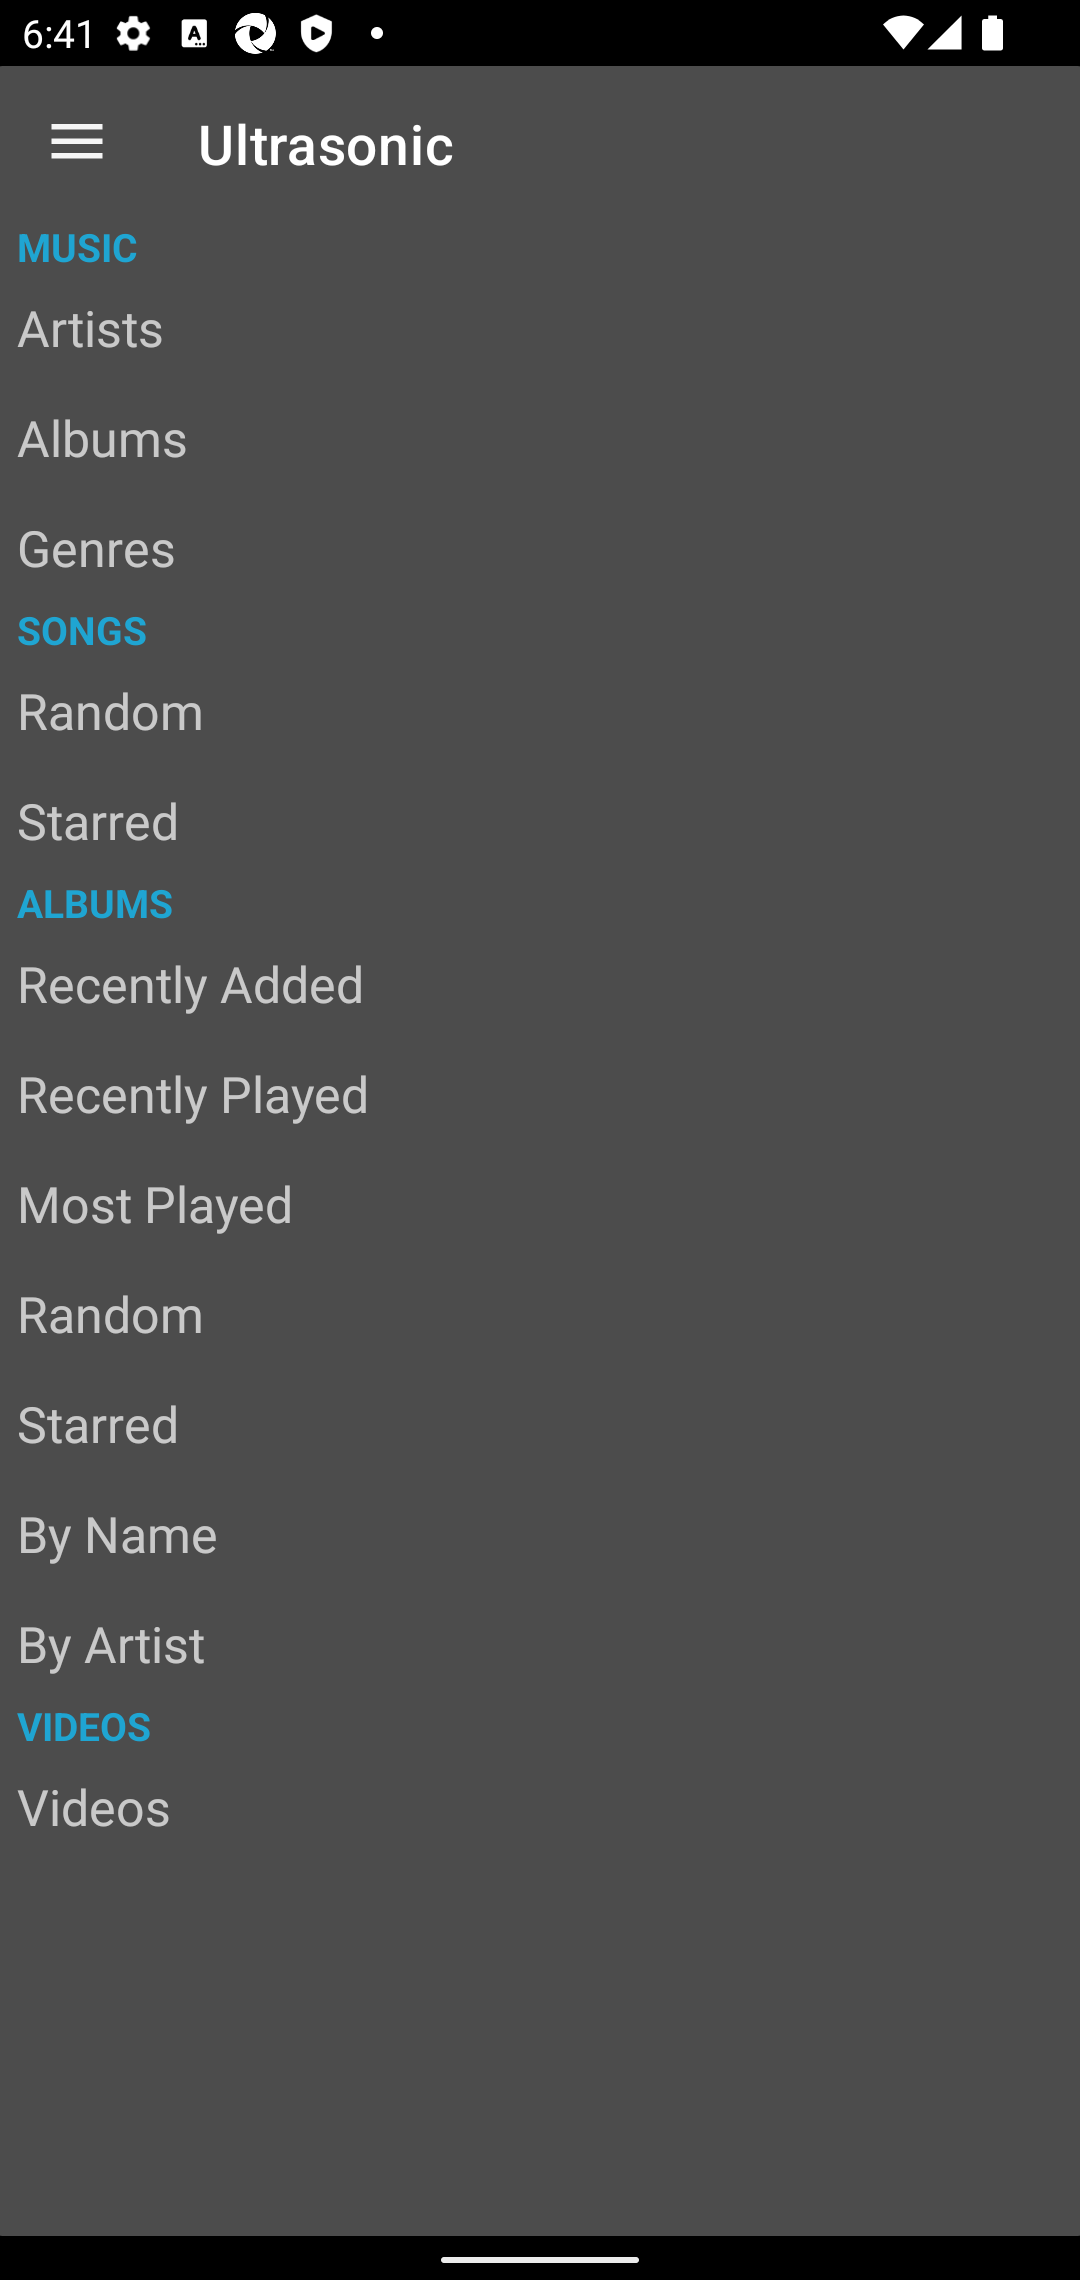 6:41
Ultrasonic
MUSIC
Artists
Albums
Genres
SONGS
Random
Starred
ALBUMS
Recently Added
Recently Played
Most Played
Random
Starred
By Name
By Artist
VIDEOS
Videos